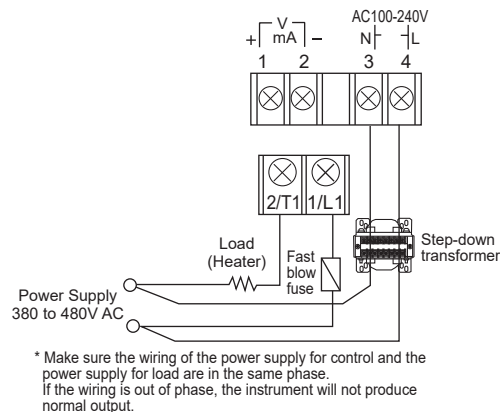 V
mA
+
−
AC100-240V
N
L
1
2
3
4
2/T1
1/L1
Load
(Heater)
Fast
blow
fuse
Step-down
transformer
Power Supply
380 to 480V AC
* Make sure the wiring of the power supply for control and the
power supply for load are in the same phase.
If the wiring is out of phase, the instrument will not produce
normal output.